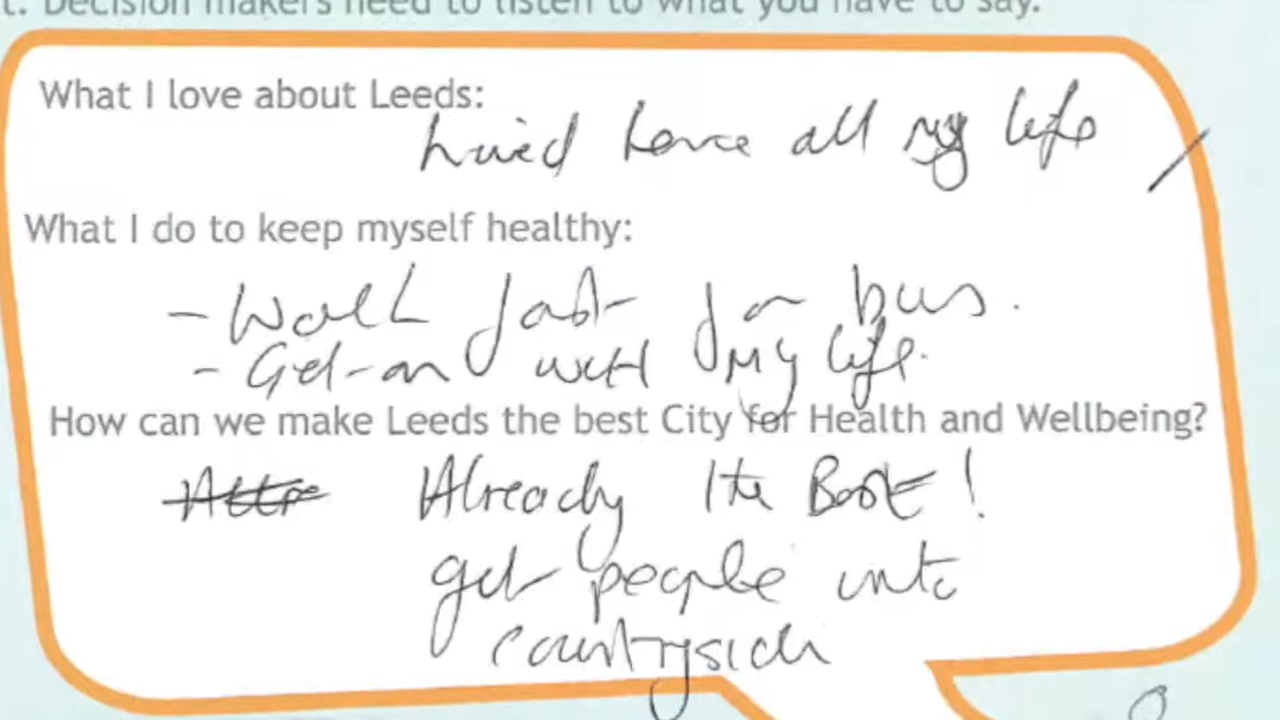 t. Decision makers need to listen to what you have to say.
What I love about Leeds:
Lived here all my life
What I do to keep myself healthy:
- Walk fast for bus.
- Get on with my life.
How can we make Leeds the best City for Health and Wellbeing?
Already the Best!
get people into
countryside